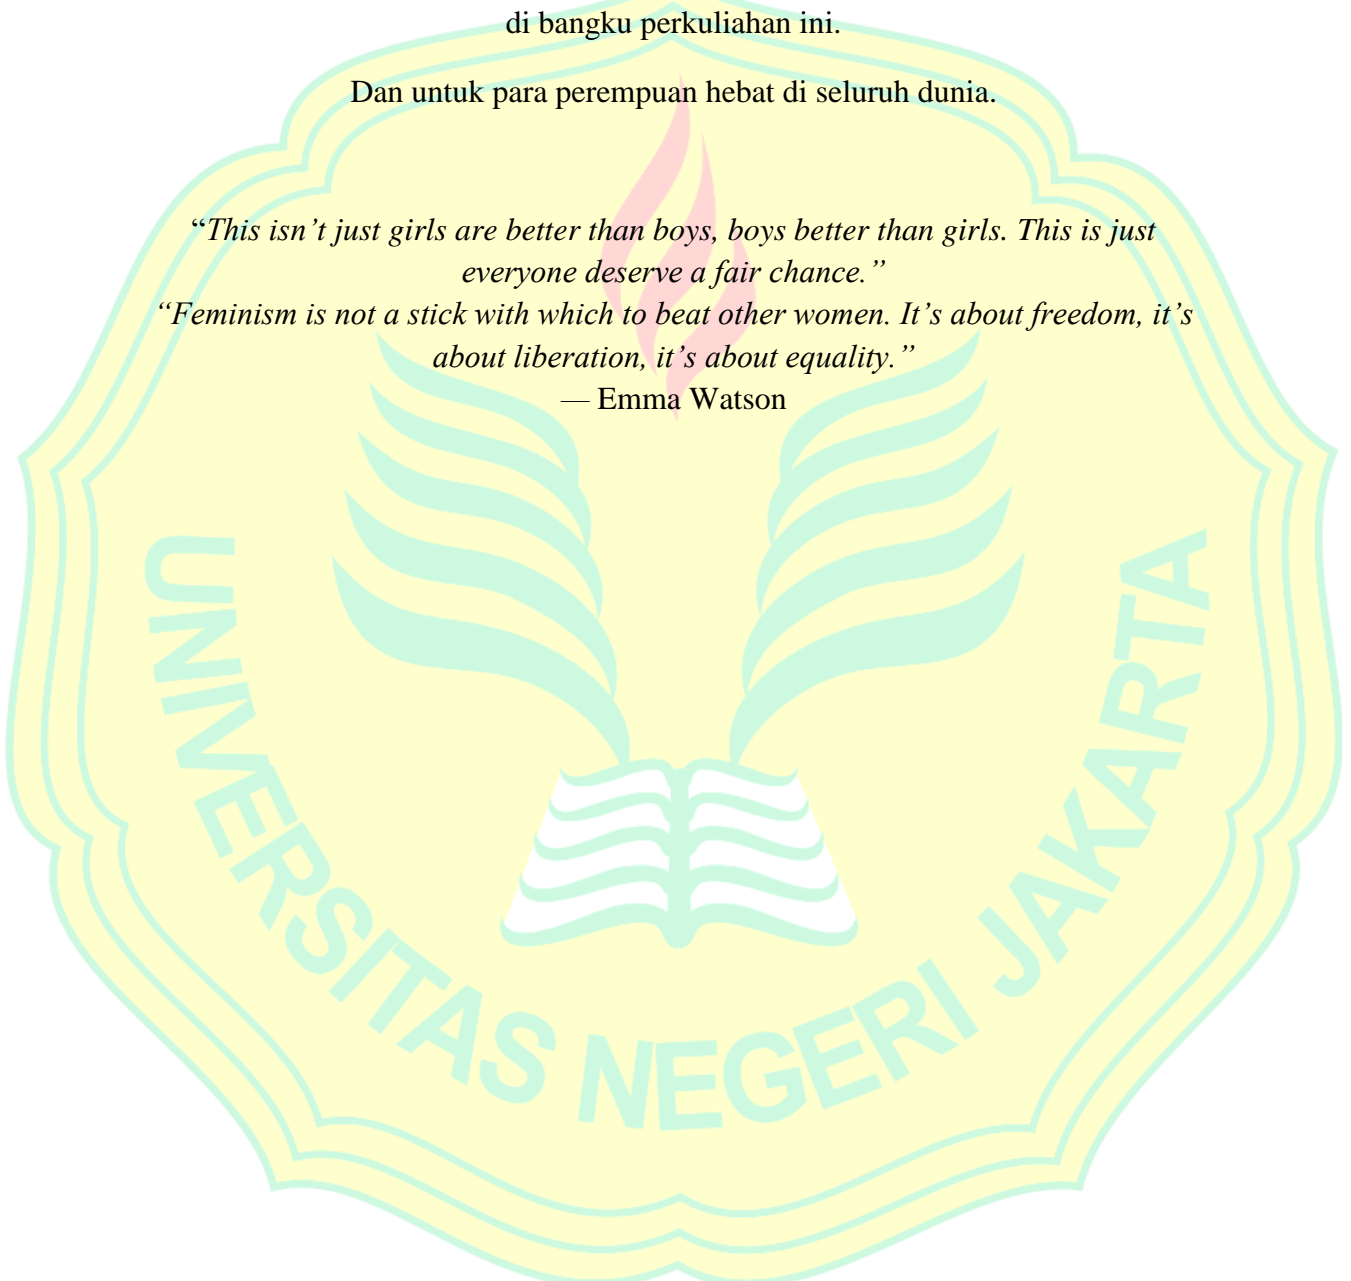 di bangku perkuliahan ini.
Dan untuk para perempuan hebat di seluruh dunia.
“This isn’t just girls are better than boys, boys better than girls. This is just
everyone deserve a fair chance.”
“Feminism is not a stick with which to beat other women. It’s about freedom, it’s
about liberation, it’s about equality.”
— Emma Watson
UNIVERSITAS NEGERI JAKARTA